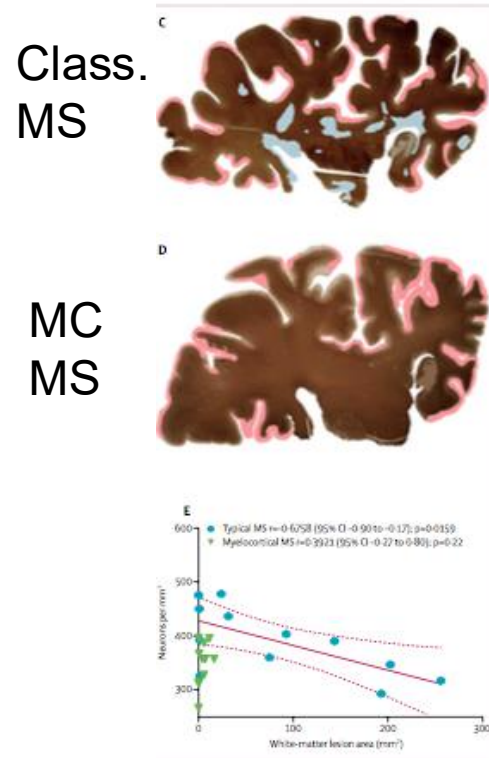 C
Class.
MS
D
MC
MS
E
600
Typical MS r=-0·6758 (95% CI -0·90 to -0·17); p=0·0159
Myelocortical MS r=0·3921 (95% CI -0·27 to 0·80); p=0·22
500
400
300
Neurons per mm²
0
100
200
300
White-matter lesion area (mm²)